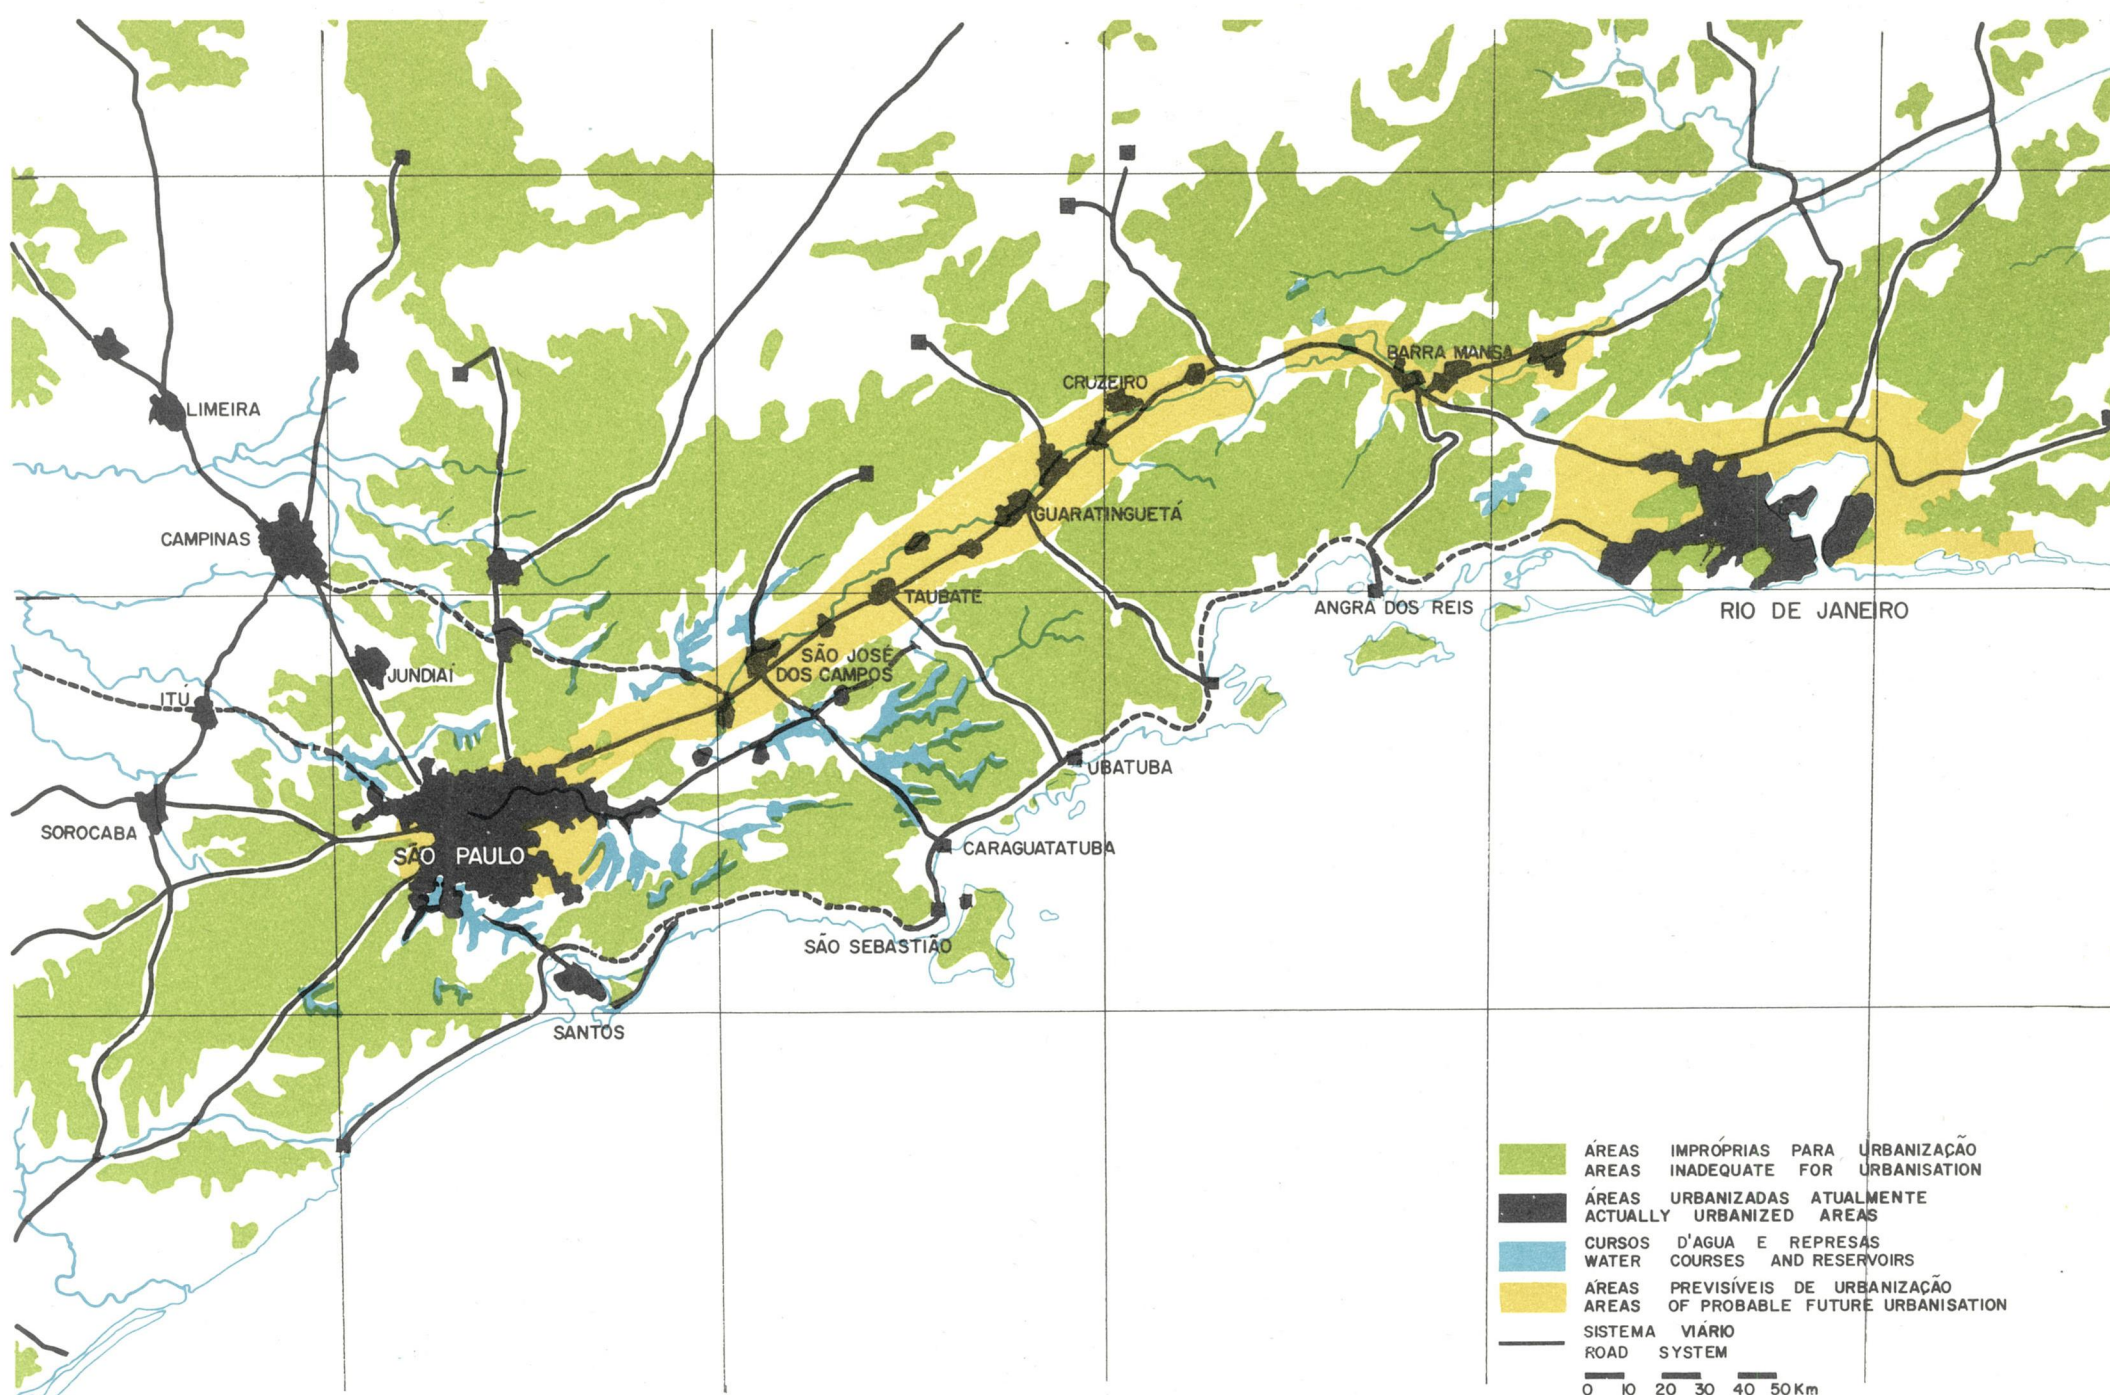 BARRA MANSA
CRUZEIRO
LIMEIRA
GUARATINGUETÁ
CAMPINAS
TAUBATE
ANGRA DOS REIS
RIO DE JANEIRO
SÃO JOSÉ
DOS CAMPOS
JUNDIAÍ
ITÚ
UBATUBA
SOROCABA
SÃO PAULO
CARAGUATATUBA
SÃO SEBASTIÃO
SANTOS
ÁREAS IMPRÓPRIAS PARA URBANIZAÇÃO
AREAS INADEQUATE FOR URBANISATION
ÁREAS URBANIZADAS ATUALMENTE
ACTUALLY URBANIZED AREAS
CURSOS D'AGUA E REPRESAS
WATER COURSES AND RESERVOIRS
ÁREAS PREVISÍVEIS DE URBANIZAÇÃO
AREAS OF PROBABLE FUTURE URBANISATION
SISTEMA VIÁRIO
ROAD SYSTEM
0 10 20 30 40 50 Km